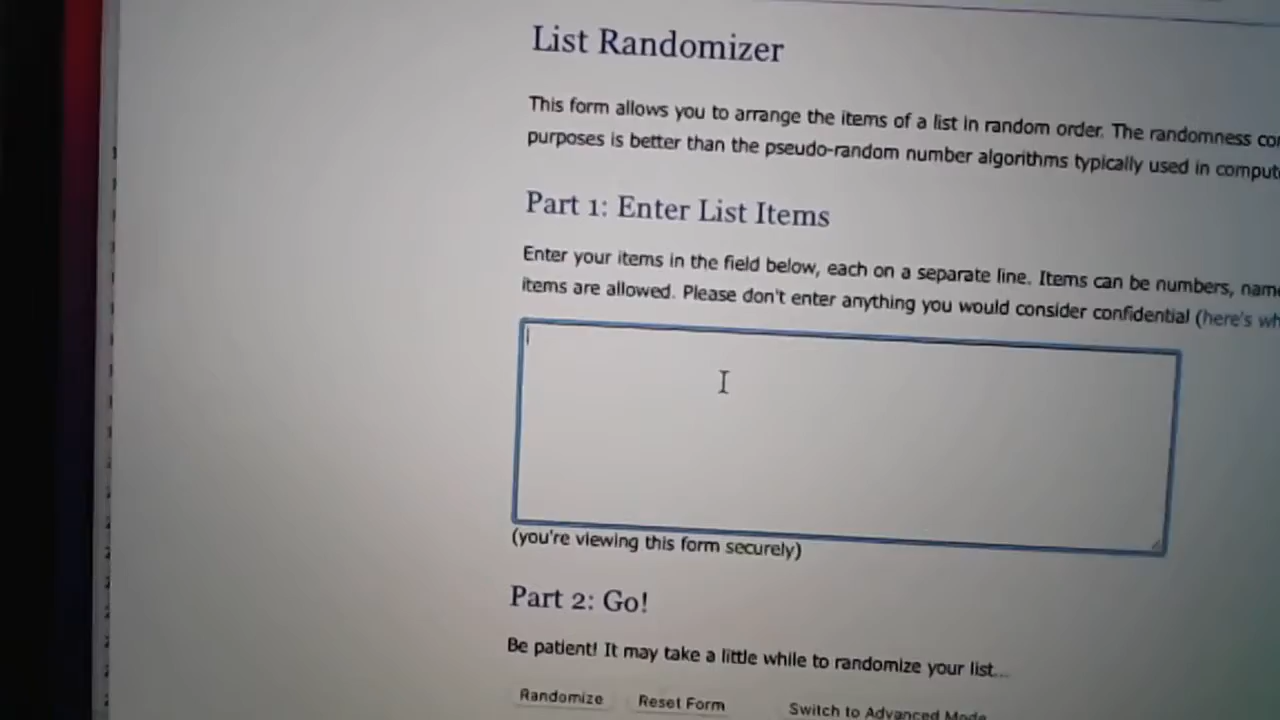 List Randomizer
This form allows you to arrange the items of a list in random order. The randomness
purposes is better than the pseudo-random number algorithms typically used in
Part 1: Enter List Items
Enter your items in the field below, each on a separate line. Items can be numbers,
items are allowed. Please don't enter anything you would consider confidential (here's
(you're viewing this form securely)
Part 2: Go!
Be patient! It may take a little while to randomize your list...
Randomize Reset Form Switch to Advanced Mode